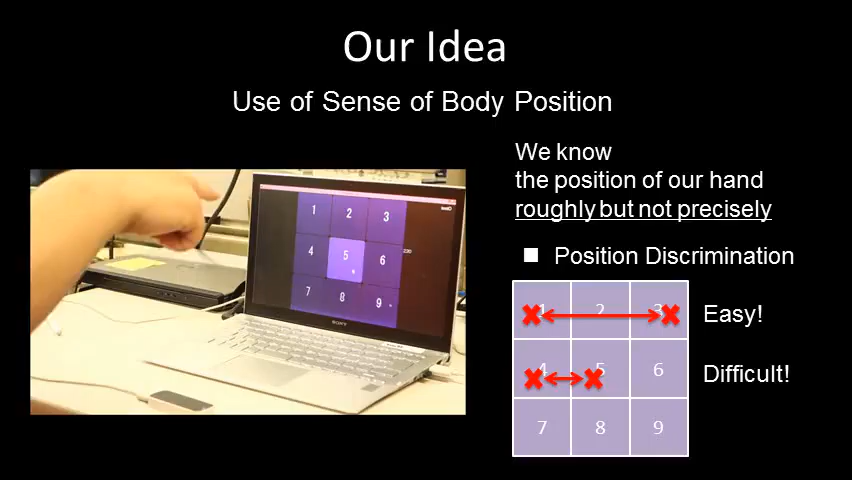 Our Idea
Use of Sense of Body Position
We know
the position of our hand
roughly but not precisely
1 2 3
4 5 6
7 8 9
SONY
■ Position Discrimination
1 2 3
Easy!
4 5 6
Difficult!
7 8 9